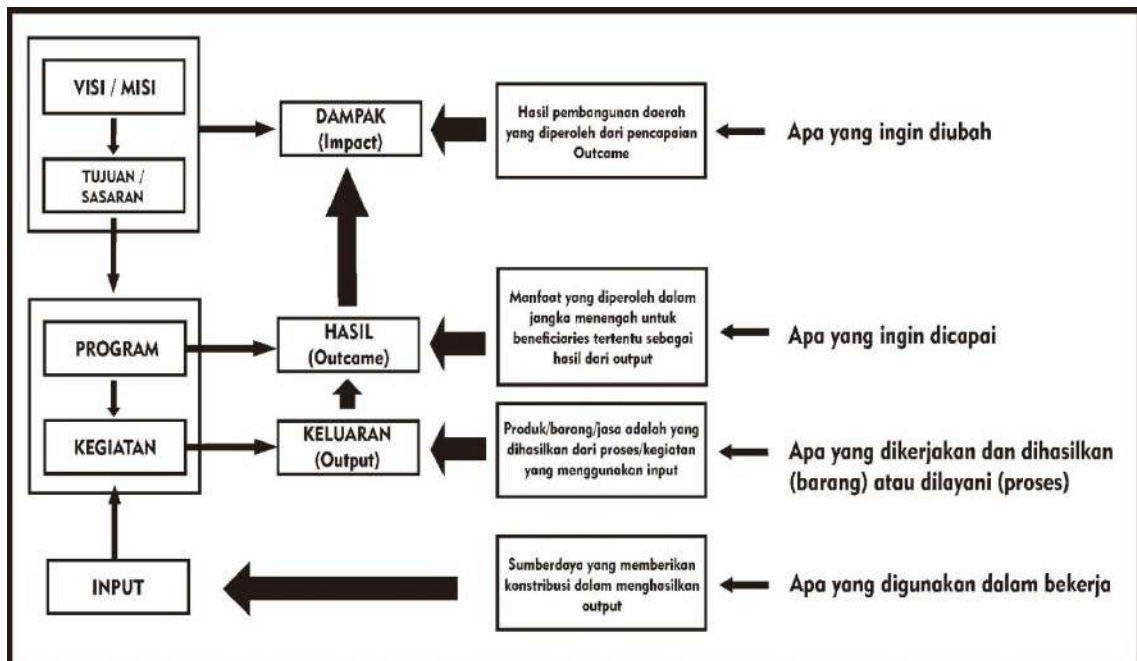 VISI / MISI
TUJUAN /
SASARAN
DAMPAK
(Impact)
Hasil pembangunan daerah
yang diperoleh dari pencapaian
Outcome
Apa yang ingin diubah
PROGRAM
HASIL
(Outcome)
Manfaat yang diperoleh dalam
jangka menengah untuk
beneficiaries tertentu sebagai
hasil dari output
Apa yang ingin dicapai
KEGIATAN
KELUARAN
(Output)
Produk/barang/jasa adalah yang
dihasilkan dari proses/kegiatan
yang menggunakan input
Apa yang dikerjakan dan dihasilkan
(barang) atau dilayani (proses)
INPUT
Sumberdaya yang memberikan
konstribusi dalam menghasilkan
output
Apa yang digunakan dalam bekerja